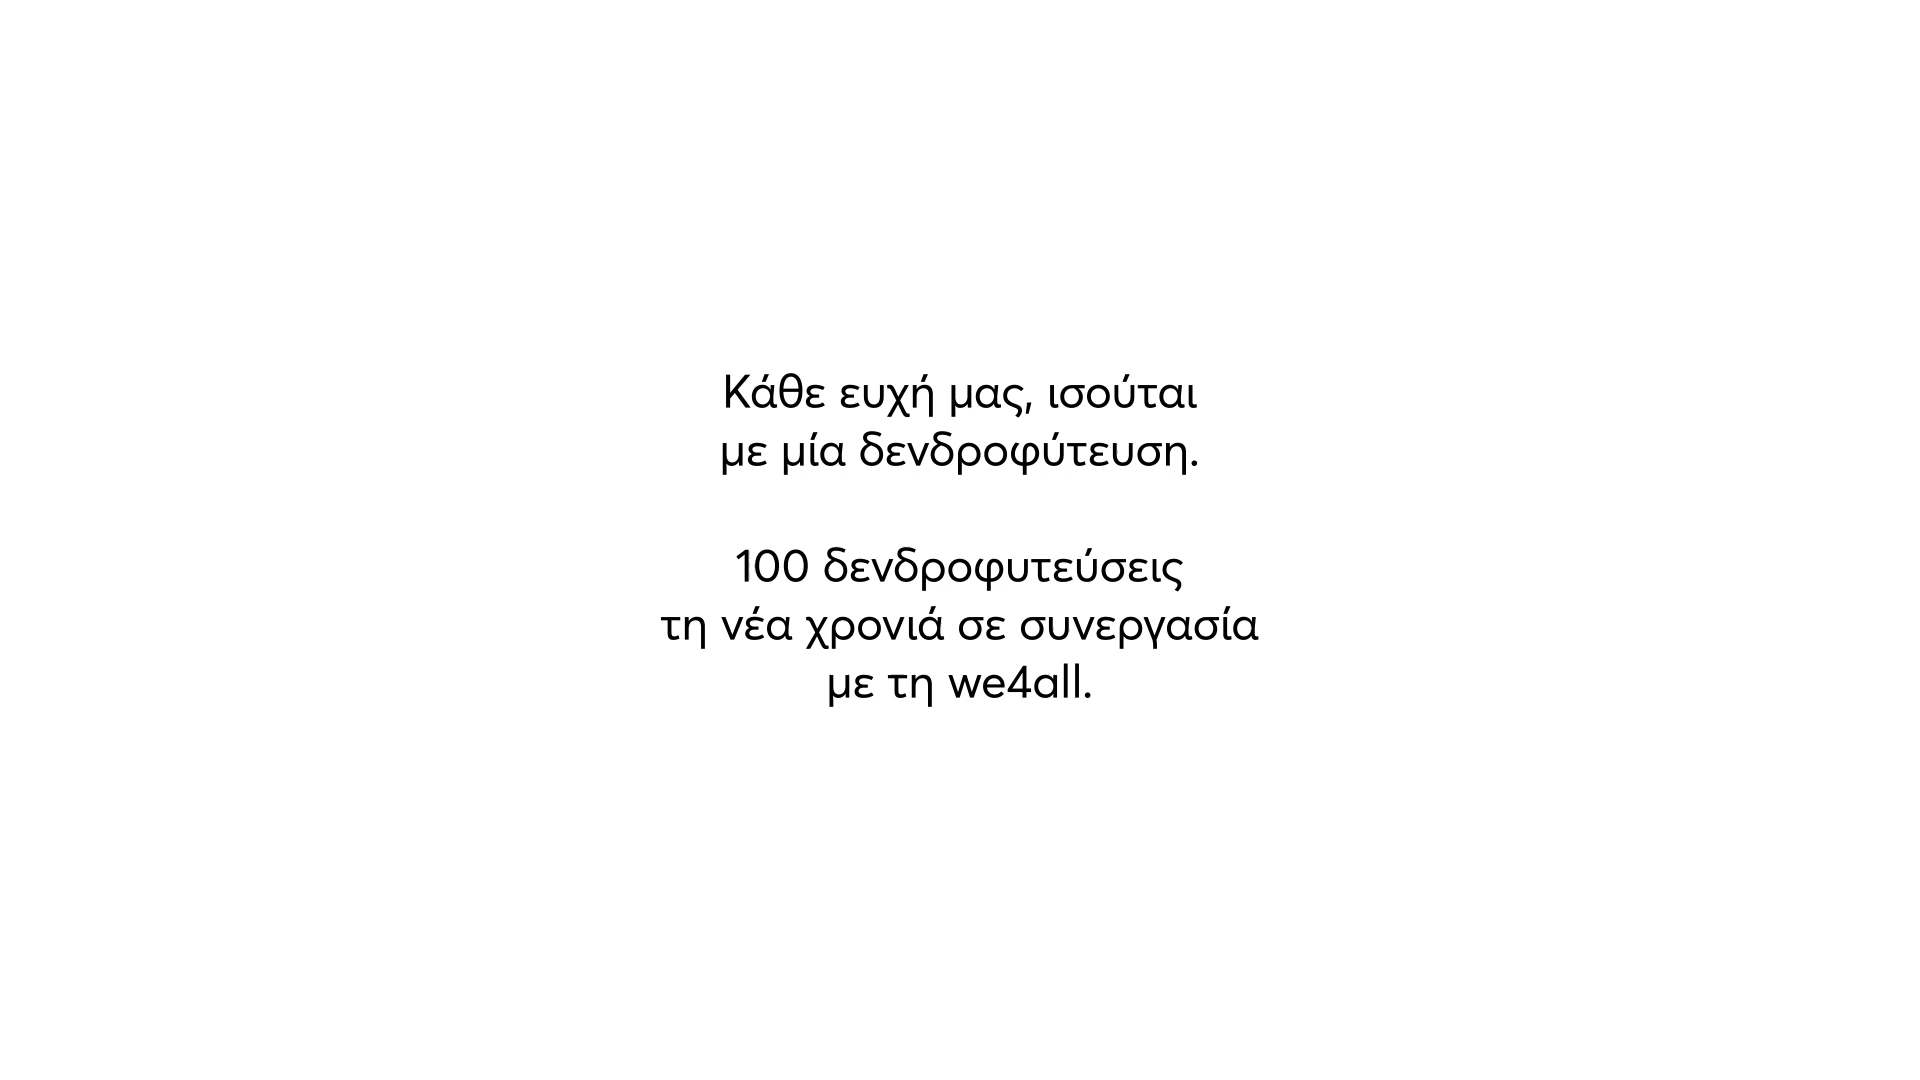 Κάθε ευχή μας, ισούται
με μία δενδροφύτευση.
100 δενδροφυτεύσεις
τη νέα χρονιά σε συνεργασία
με τη we4all.